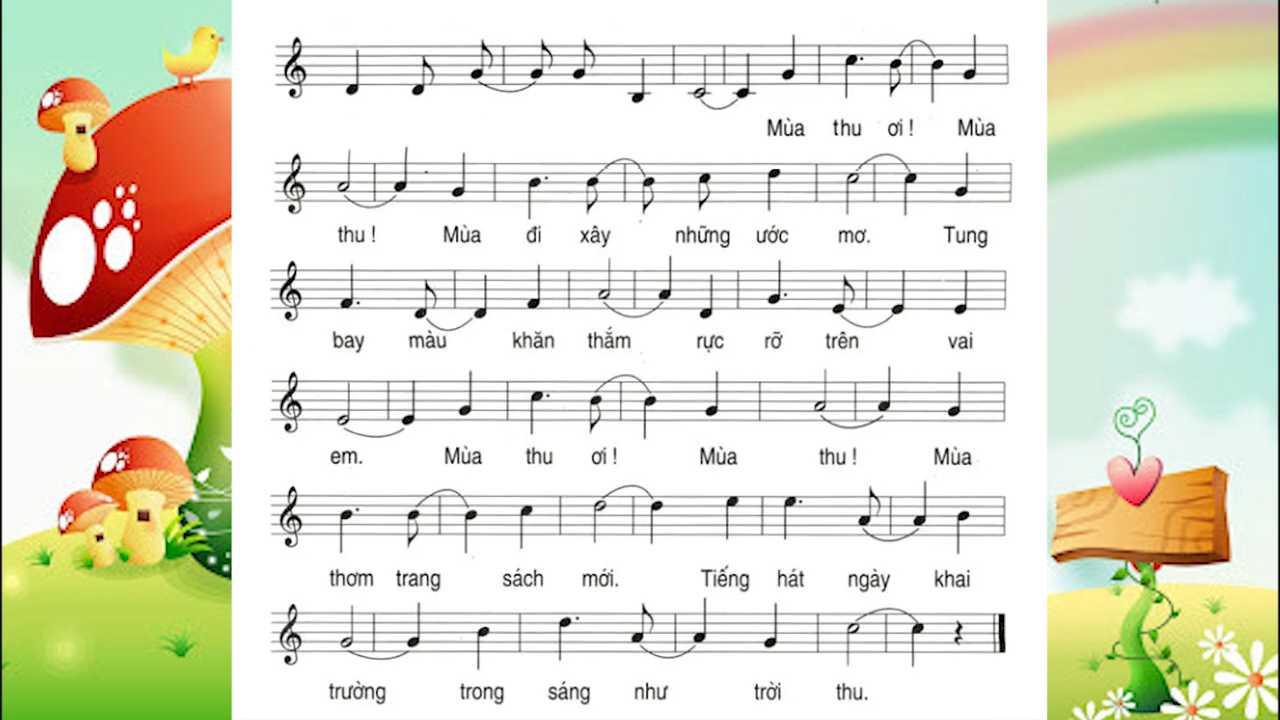 Mùa thu ơi ! Mùa
thu ! Mùa đi xây những ước mơ. Tung
bay màu khăn thắm rực rỡ trên vai
em. Mùa thu ơi ! Mùa thu ! Mùa
thơm trang sách mới. Tiếng hát ngày khai
trường trong sáng như trời thu.